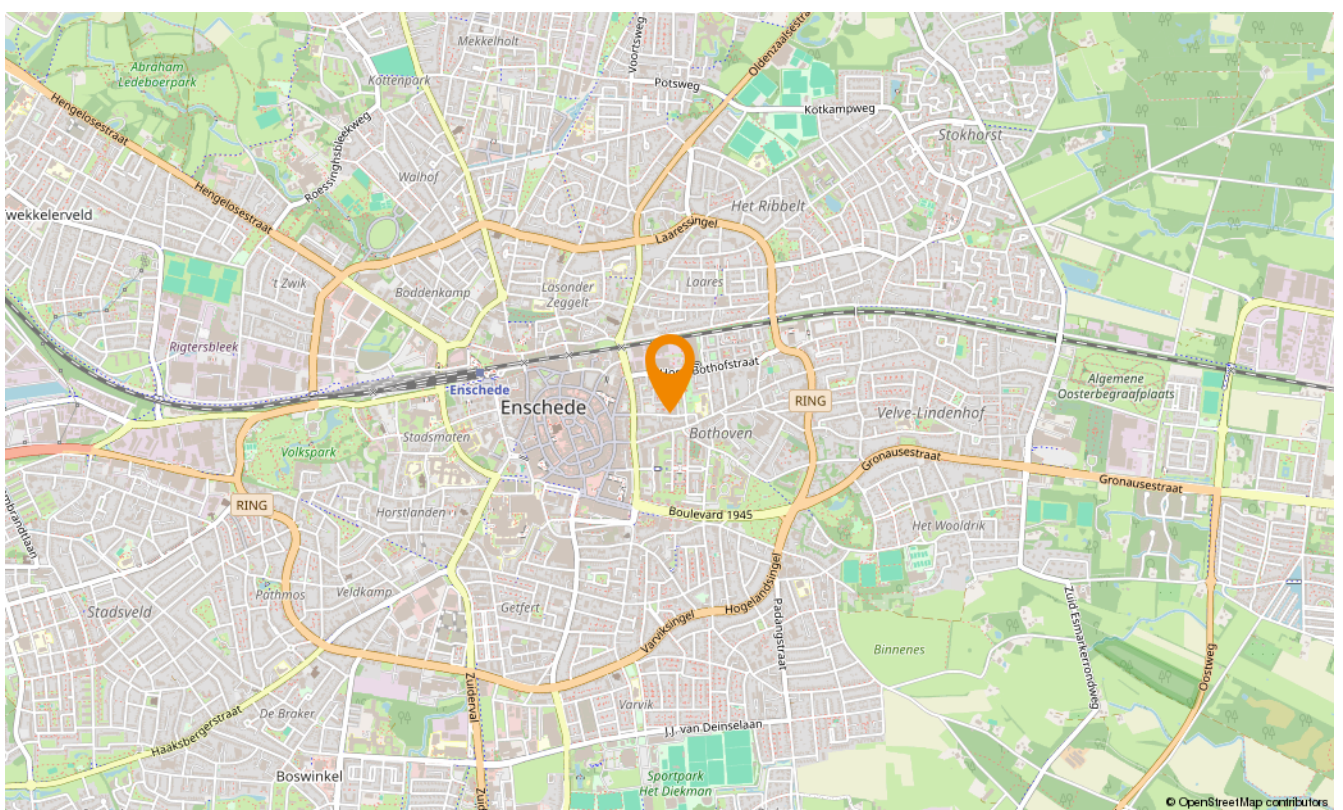 Mekkelholt
Voortsweg
Oldenzaalsestra
Abraham
Ledeboerpark
Kottenpark
Potsweg
Kotkampweg
Hengelosestraat
Stokhorst
Roessinghsbleekweg
Walhof
Hengelosestraat
Het Ribbelt
wekkelerveld
Laaressingel
't Zwik
Boddenkamp
Lasonder
Zeggelt
Laares
Rigtersbleek
Bothofstraat
Enschede
Enschede
Algemene
Oosterbegraafplaats
RING
Velve-Lindenhof
Stadsmaten
Bothoven
Volkspark
Gronausestraat
Gronausestraat
RING
Horstlanden
Boulevard 1945
Het Wooldrik
mbrandtlaan
Pathmos
Veldkamp
Getfert
Hogelandsingel
Padangstraat
Zuid Esmarkerrondweg
Stadsveld
Varviksingel
Binnenes
Oostweg
Zuiderval
De Braker
Varvik
J.J. van Deinselaan
Haaksbergerstraat
Boswinkel
Sportpark
Het Diekman
Zuid
© OpenStreetMap contributors